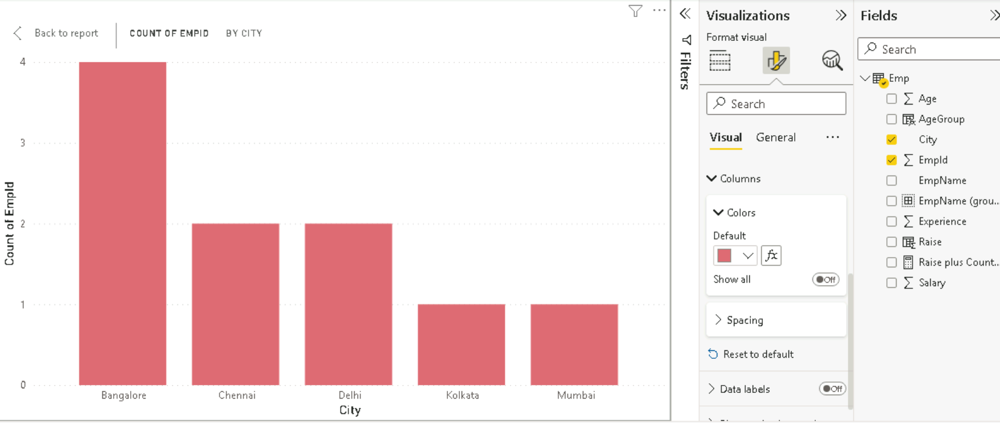 Back to report
COUNT OF EMPID
BY CITY
4
3
2
1
0
Count of EmpId
Bangalore
Chennai
Delhi
Kolkata
Mumbai
City
Filters
Visualizations
Format visual
Search
Visual
General
Columns
Colors
Default
fx
Show all
Off
Spacing
Reset to default
Data labels
Off
Fields
Search
Emp
Age
AgeGroup
City
EmpId
EmpName
EmpName (grou...
Experience
Raise
Raise plus Count...
Salary